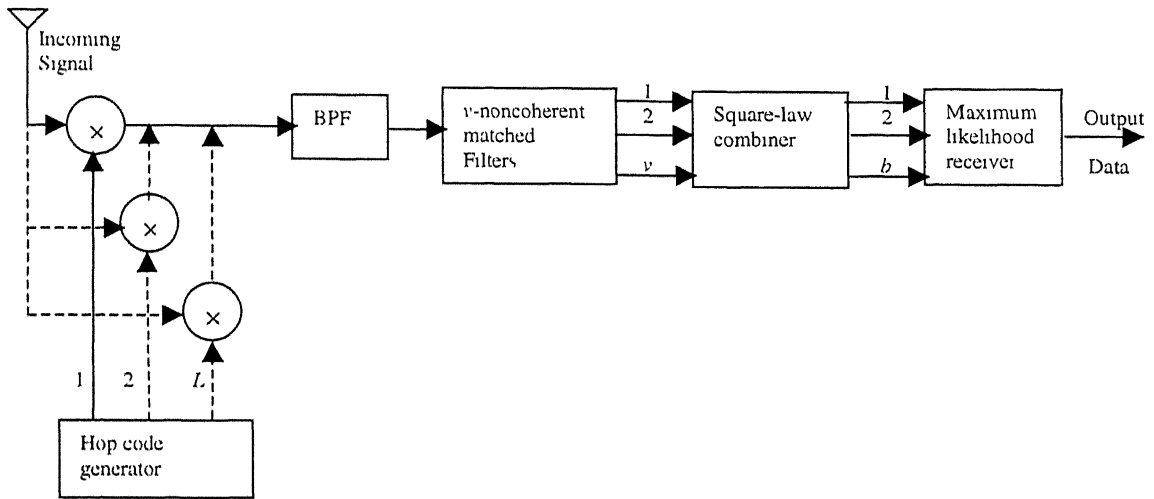 Incoming
Signal
×
×
×
1
2
L
Hop code
generator
BPF
v-noncoherent
matched
Filters
1
2
v
Square-law
combiner
1
2
b
Maximum
likelihood
receiver
Output
Data